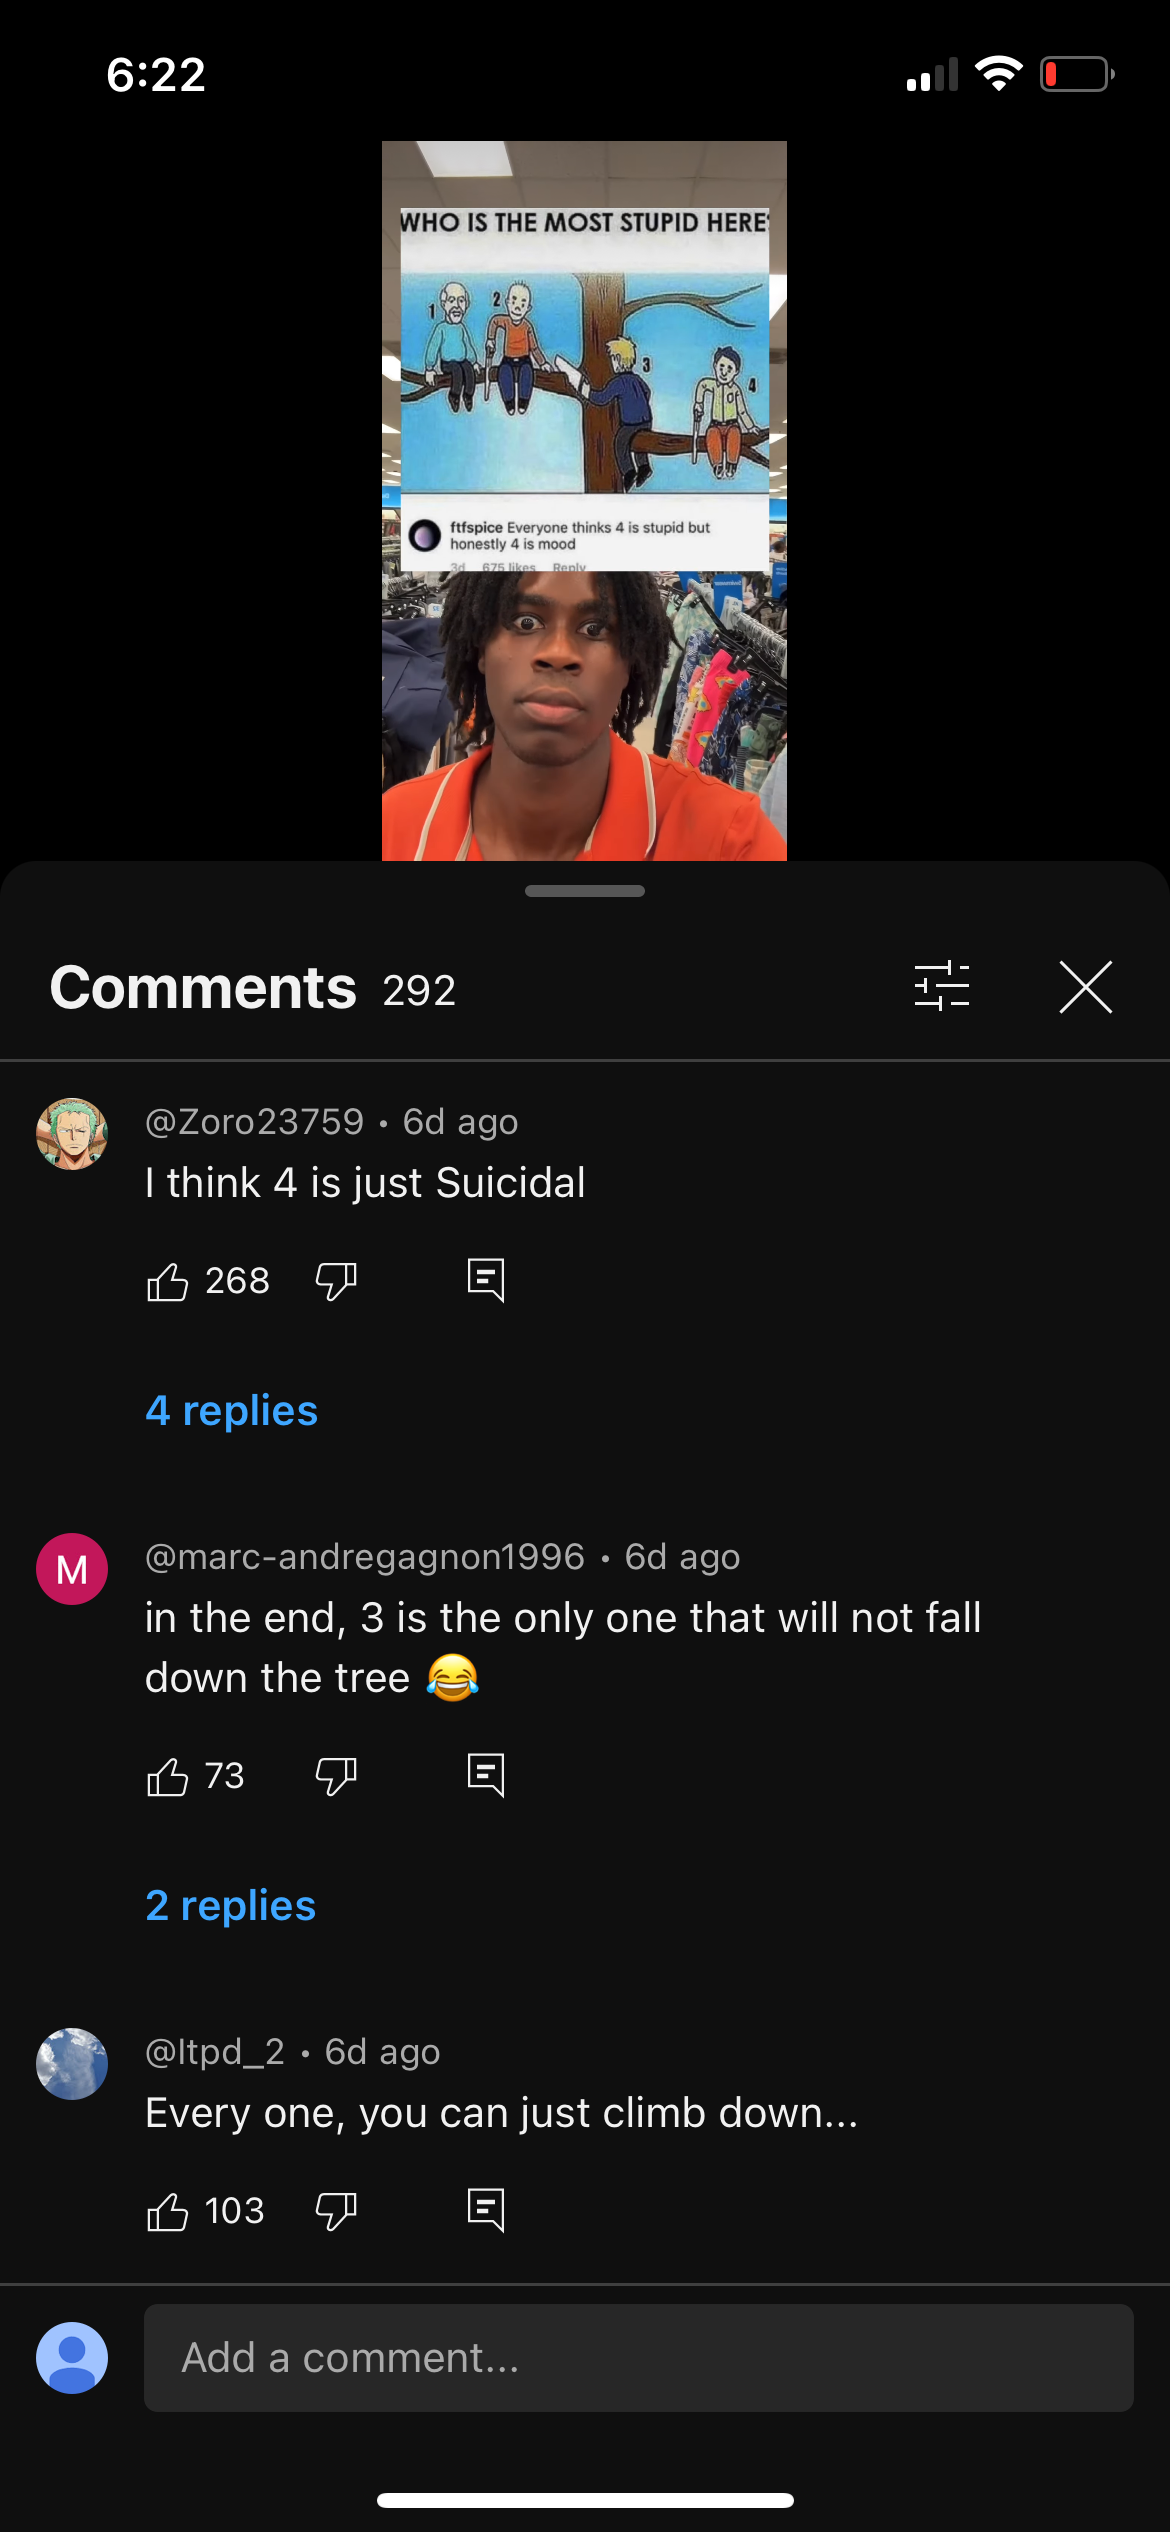 6:22
WHO IS THE MOST STUPID HERE?
1
2
3
4
ftfspice Everyone thinks 4 is stupid but
honestly 4 is mood
3d 675 likes Reply
Comments 292
@Zoro23759 • 6d ago
I think 4 is just Suicidal
268
4 replies
M
@marc-andregagnon1996 • 6d ago
in the end, 3 is the only one that will not fall
down the tree 😂
73
2 replies
@ltpd_2 • 6d ago
Every one, you can just climb down...
103
Add a comment...